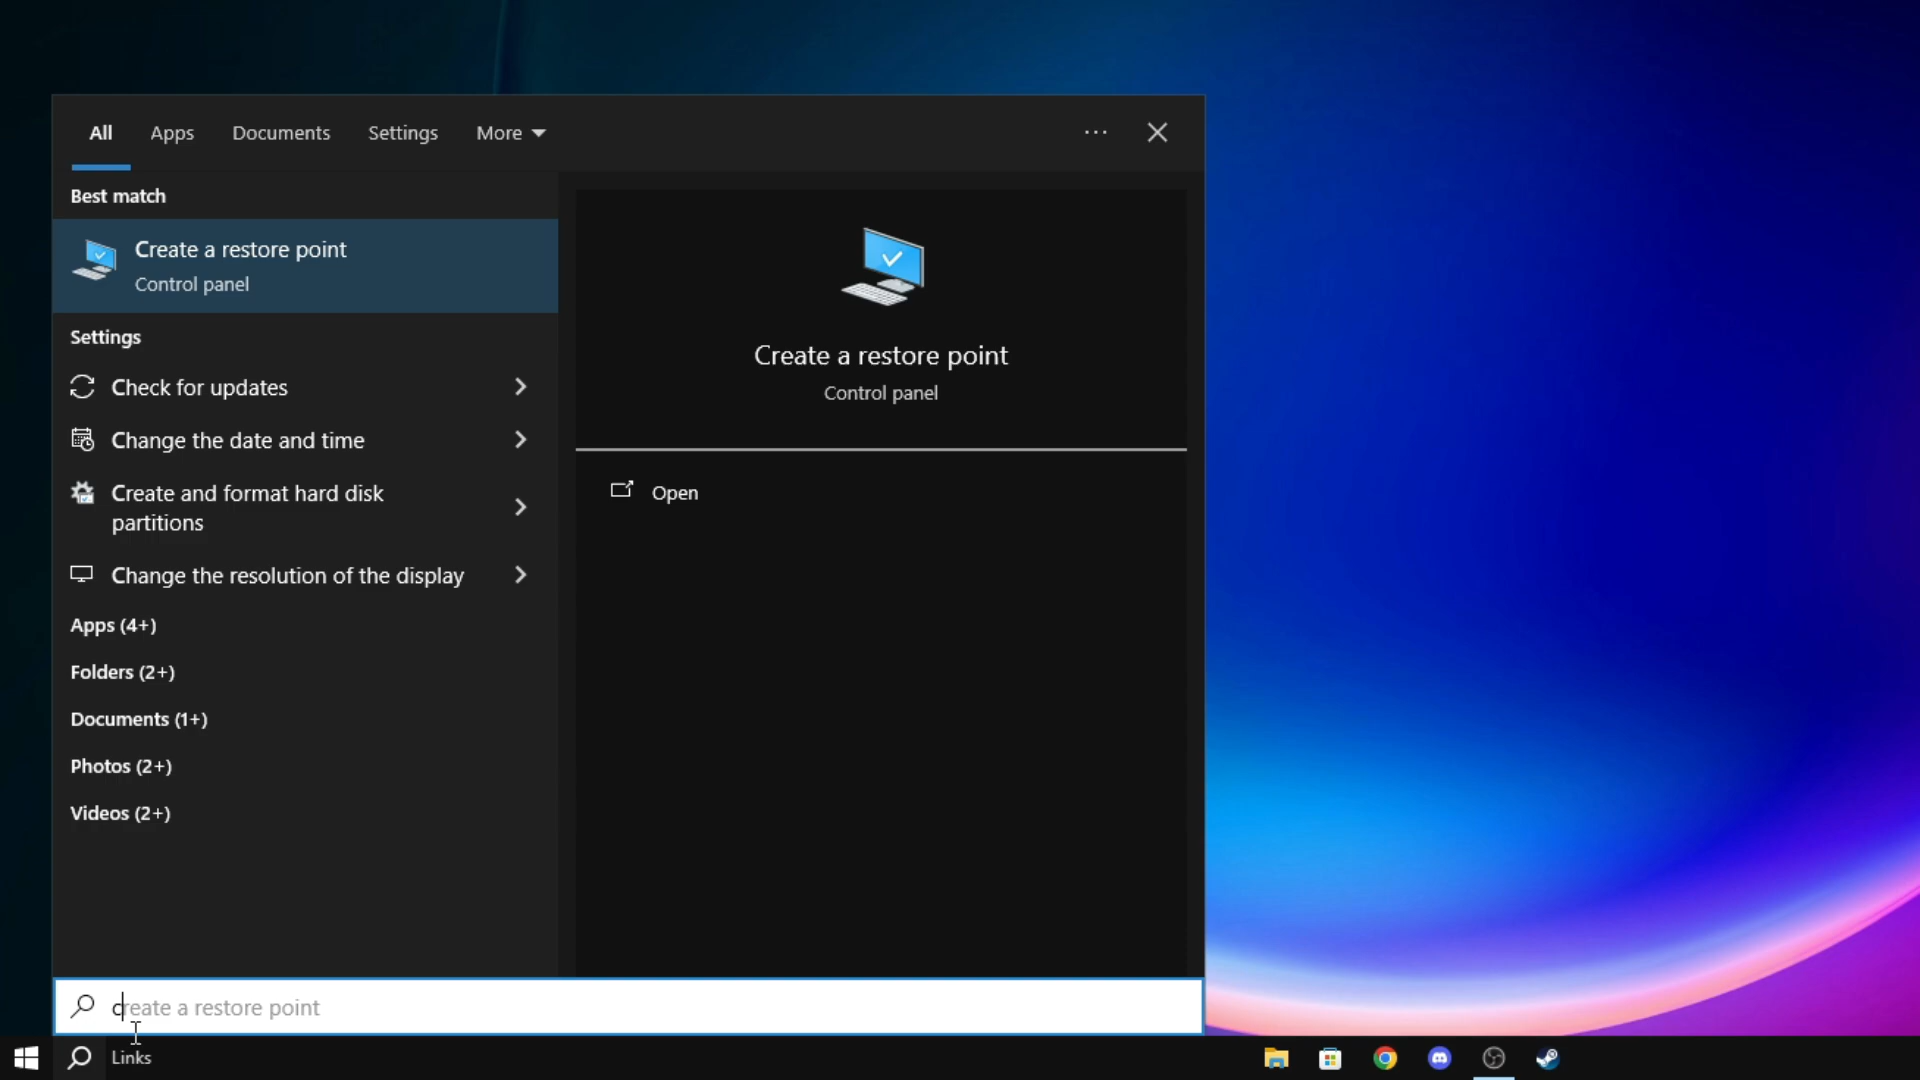 All Apps Documents Settings More ...
Best match
Create a restore point
Control panel
Settings
Check for updates
Change the date and time
Create and format hard disk
partitions
Change the resolution of the display
Apps (4+)
Folders (2+)
Documents (1+)
Photos (2+)
Videos (2+)
Create a restore point
Control panel
Open
create a restore point
Links